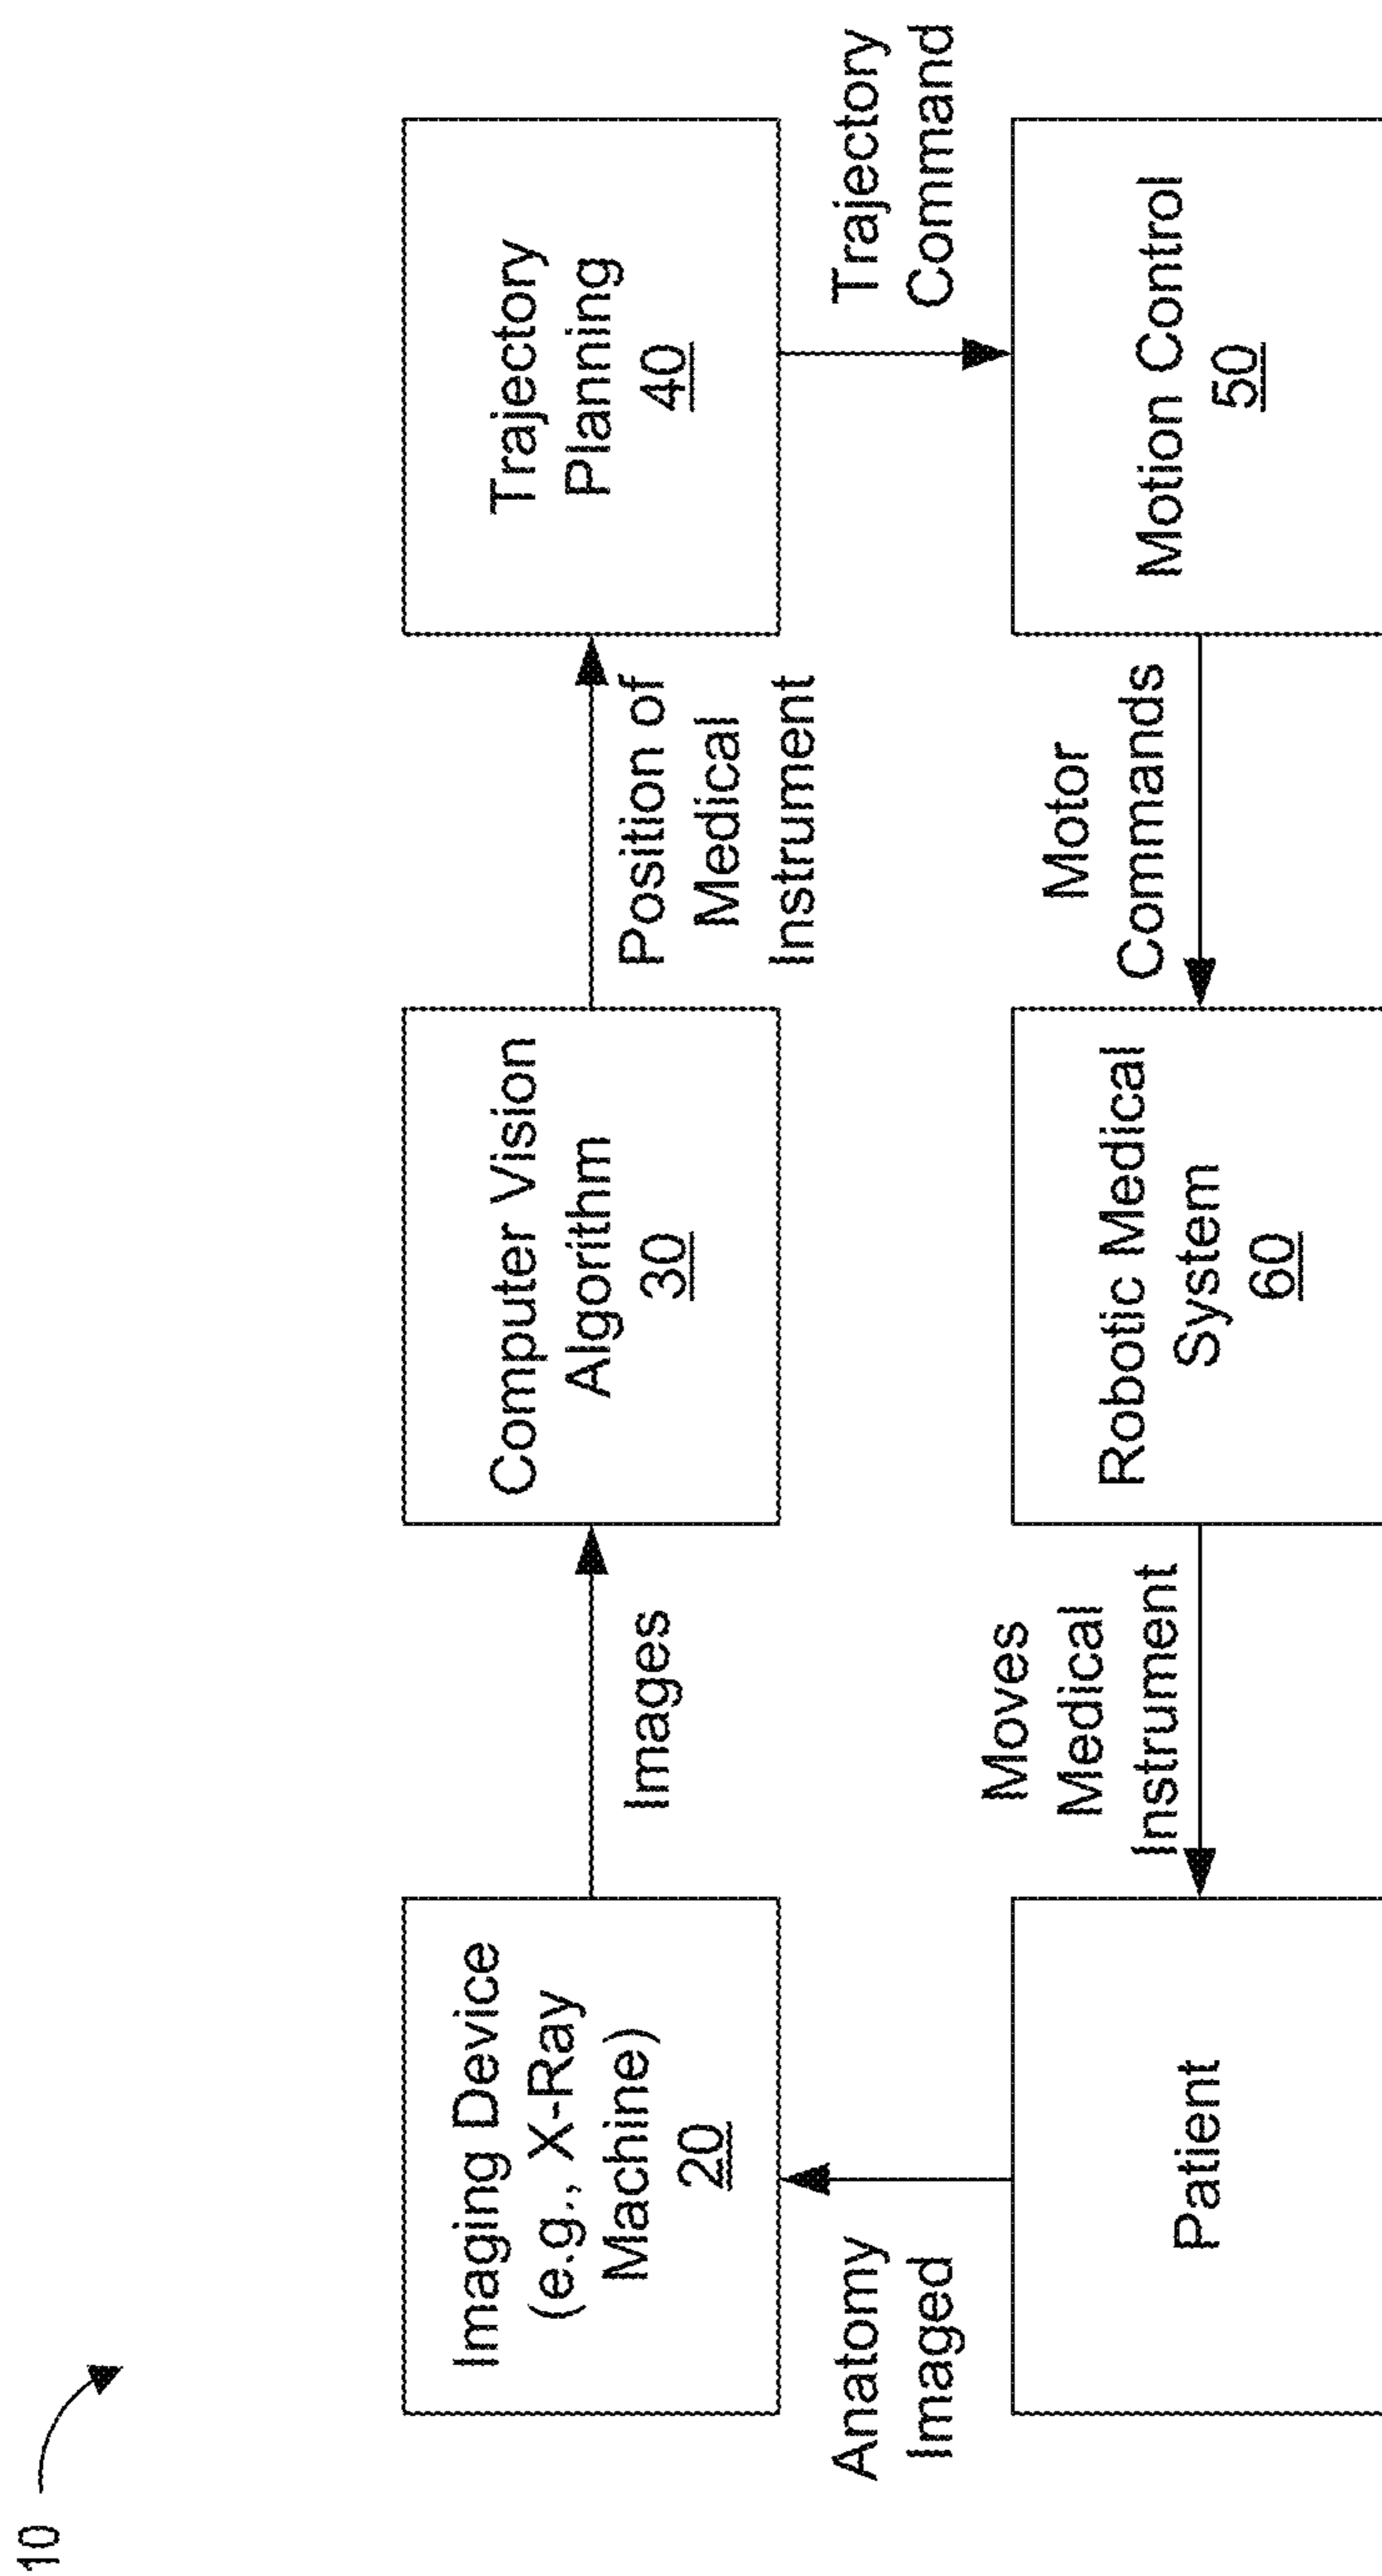 10
Imaging Device
(e.g., X-Ray
Machine)
20
Images
Computer Vision
Algorithm
30
Position of
Medical
Instrument
Trajectory
Planning
40
Trajectory
Command
Motion Control
50
Motor
Commands
Robotic Medical
System
60
Moves
Medical
Instrument
Patient
Anatomy
Imaged